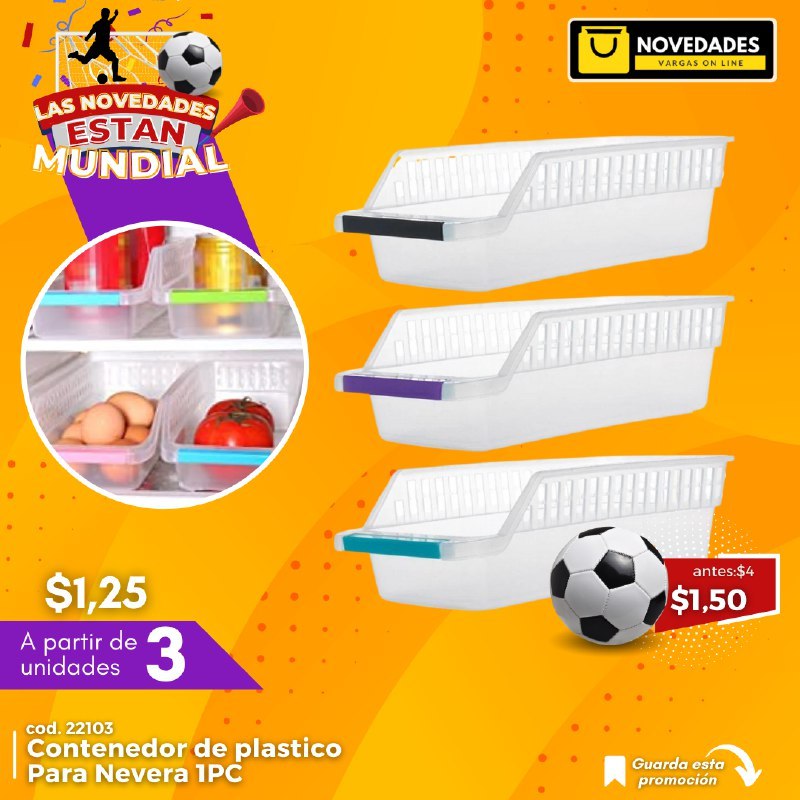 LAS NOVEDADES
ESTAN
MUNDIAL
NOVEDADES
VARGAS ON LINE
$1,25
A partir de
unidades
3
antes:$4
$1,50
cod. 22103
Contenedor de plastico
Para Nevera 1PC
Guarda esta
promoción